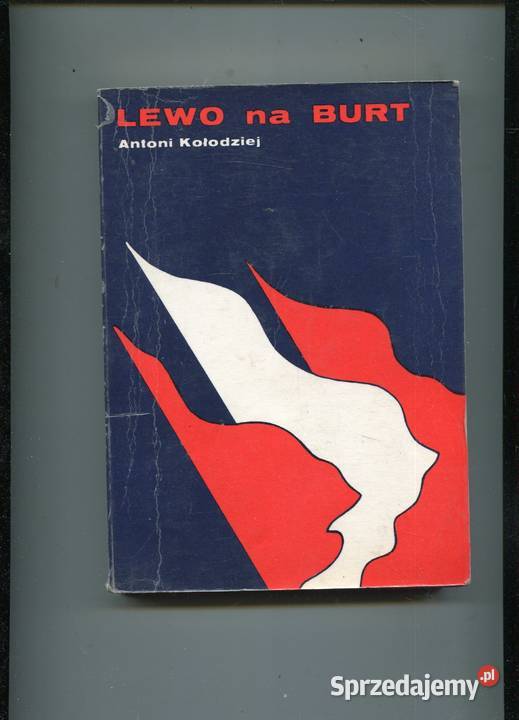 LEWO na BURT
Antoni Kołodziej
Sprzedajemy.pl